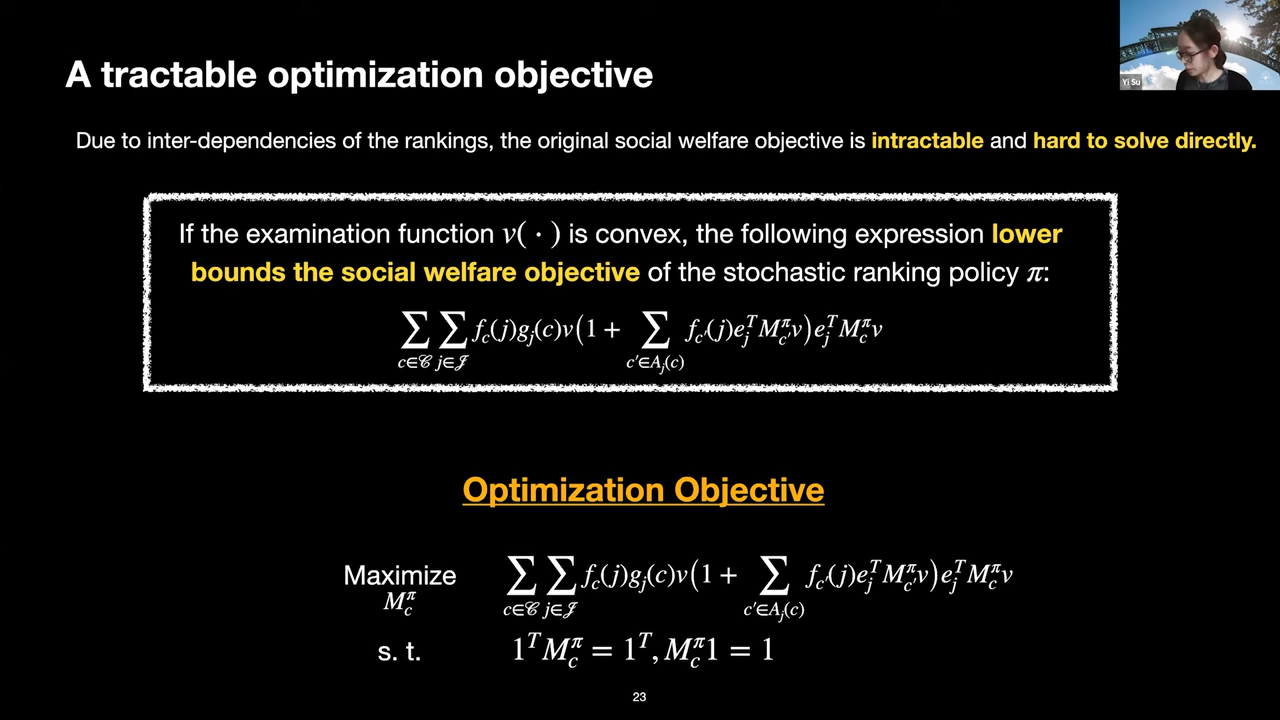 Yi Su
A tractable optimization objective
Due to inter-dependencies of the rankings, the original social welfare objective is intractable and hard to solve directly.
If the examination function v( · ) is convex, the following expression lower
bounds the social welfare objective of the stochastic ranking policy π:
∑_{c∈𝒞} ∑_{j∈𝒥} f_c(j)g_j(c)v(1 + ∑_{c′∈A_j(c)} f_{c′}(j)e_j^T M_{c′}^π v)e_j^T M_c^π v
Optimization Objective
Maximize_{M_c^π} ∑_{c∈𝒞} ∑_{j∈𝒥} f_c(j)g_j(c)v(1 + ∑_{c′∈A_j(c)} f_{c′}(j)e_j^T M_{c′}^π v)e_j^T M_c^π v
s. t. 1^T M_c^π = 1^T, M_c^π 1 = 1
23